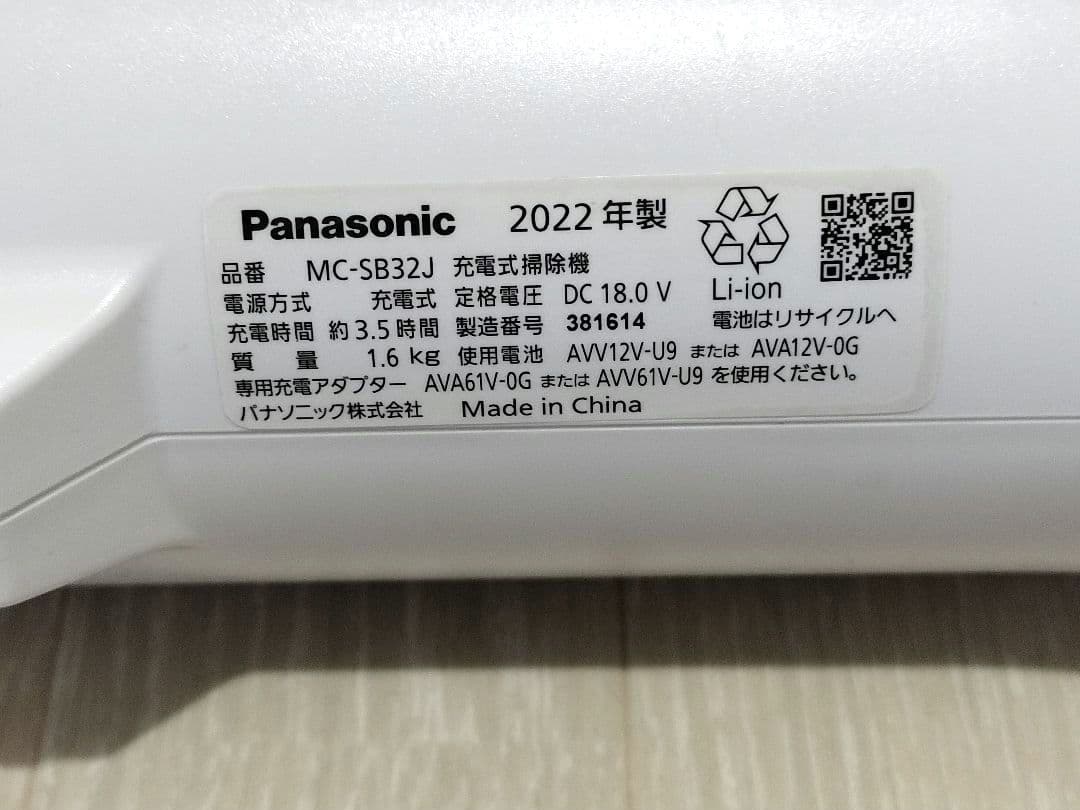 Panasonic 2022年製
品番 MC-SB32J 充電式掃除機
電源方式 充電式 定格電圧 DC 18.0 V Li-ion
充電時間 約3.5時間 製造番号 381614 電池はリサイクルへ
質量 1.6 kg 使用電池 AVV12V-U9 または AVA12V-0G
専用充電アダプター AVA61V-0G または AVV61V-U9 を使用ください。
パナソニック株式会社 Made in China